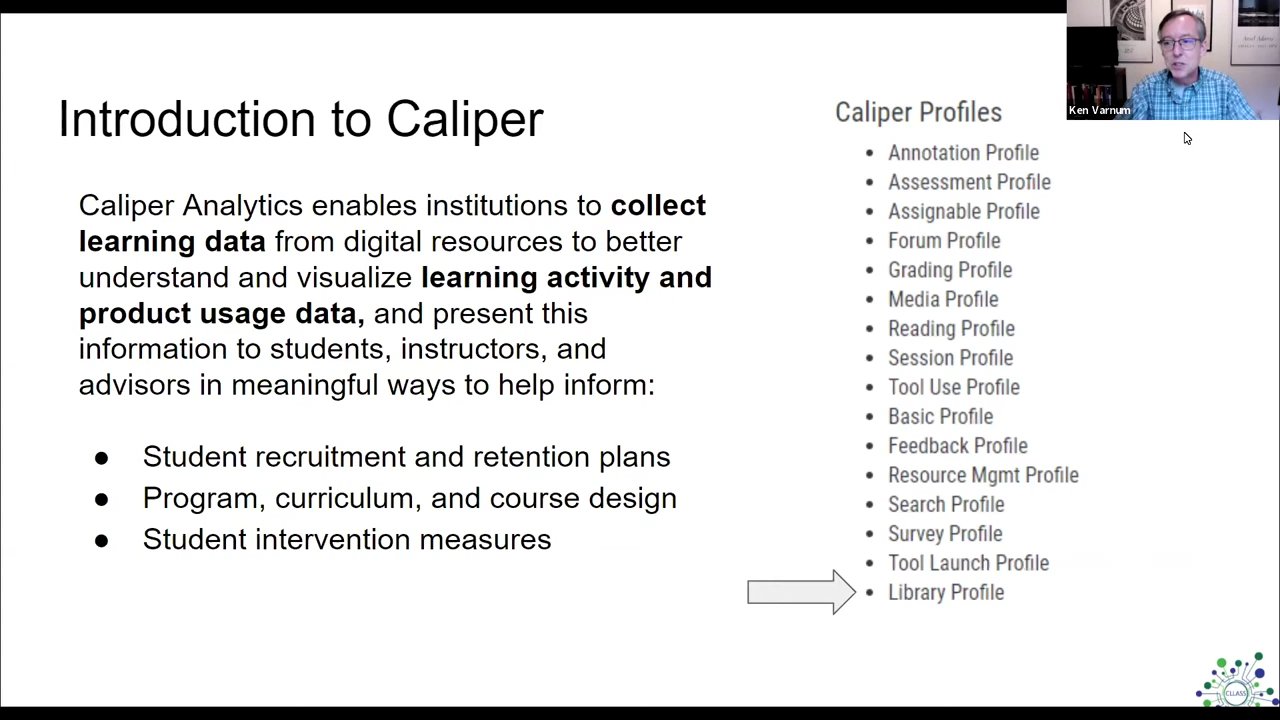 Introduction to Caliper
Caliper Analytics enables institutions to collect
learning data from digital resources to better
understand and visualize learning activity and
product usage data, and present this
information to students, instructors, and
advisors in meaningful ways to help inform:
● Student recruitment and retention plans
● Program, curriculum, and course design
● Student intervention measures
Caliper Profiles
• Annotation Profile
• Assessment Profile
• Assignable Profile
• Forum Profile
• Grading Profile
• Media Profile
• Reading Profile
• Session Profile
• Tool Use Profile
• Basic Profile
• Feedback Profile
• Resource Mgmt Profile
• Search Profile
• Survey Profile
• Tool Launch Profile
• Library Profile
Ken Varnum
CLLASS